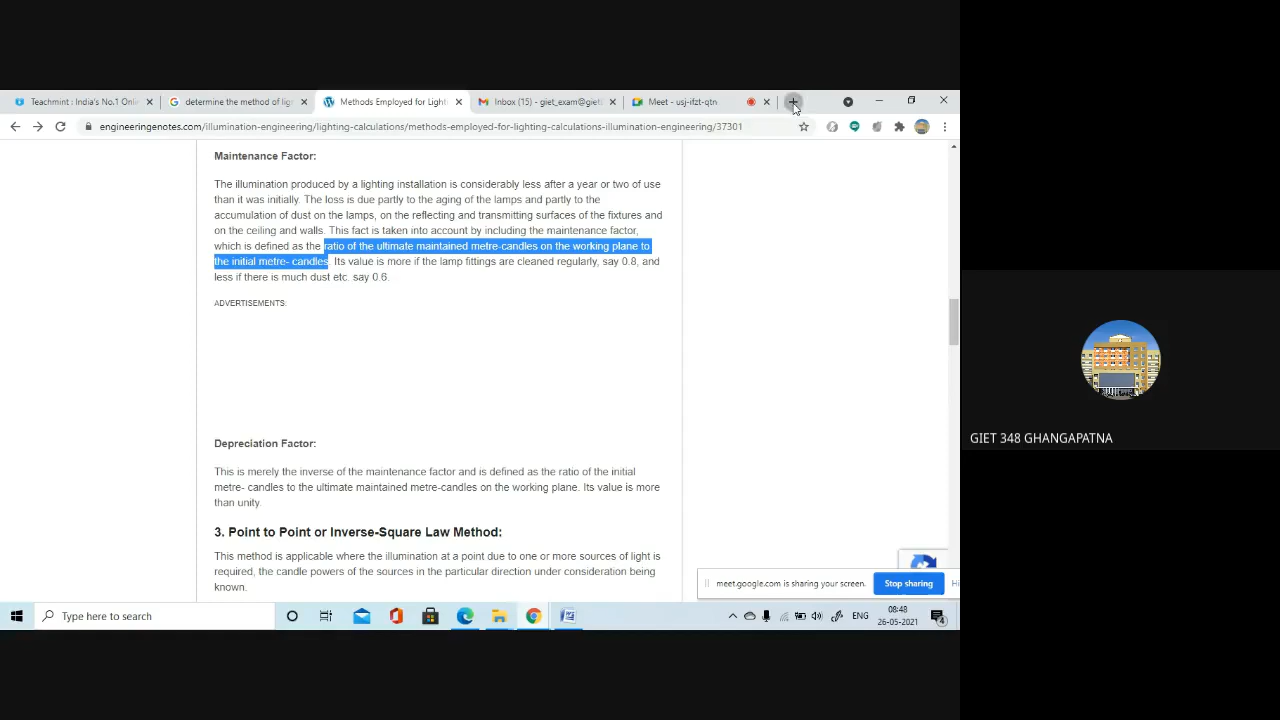 Teachmint : India's No.1 Onlin
determine the method of lig
Methods Employed for Light
Inbox (15) - giet_exam@giet
Meet - usj-ifzt-qtn
engineeringenotes.com/illumination-engineering/lighting-calculations/methods-employed-for-lighting-calculations-illumination-engineering/37301
Maintenance Factor:
The illumination produced by a lighting installation is considerably less after a year or two of use
than it was initially. The loss is due partly to the aging of the lamps and partly to the
accumulation of dust on the lamps, on the reflecting and transmitting surfaces of the fixtures and
on the ceiling and walls. This fact is taken into account by including the maintenance factor,
which is defined as the ratio of the ultimate maintained metre-candles on the working plane to
the initial metre- candles. Its value is more if the lamp fittings are cleaned regularly, say 0.8, and
less if there is much dust etc. say 0.6.
ADVERTISEMENTS:
Depreciation Factor:
This is merely the inverse of the maintenance factor and is defined as the ratio of the initial
metre- candles to the ultimate maintained metre-candles on the working plane. Its value is more
than unity.
3. Point to Point or Inverse-Square Law Method:
This method is applicable where the illumination at a point due to one or more sources of light is
required, the candle powers of the sources in the particular direction under consideration being
known.
meet.google.com is sharing your screen.
Stop sharing
Hi
Type here to search
ENG
08:48
26-05-2021
4
GIET 348 GHANGAPATNA